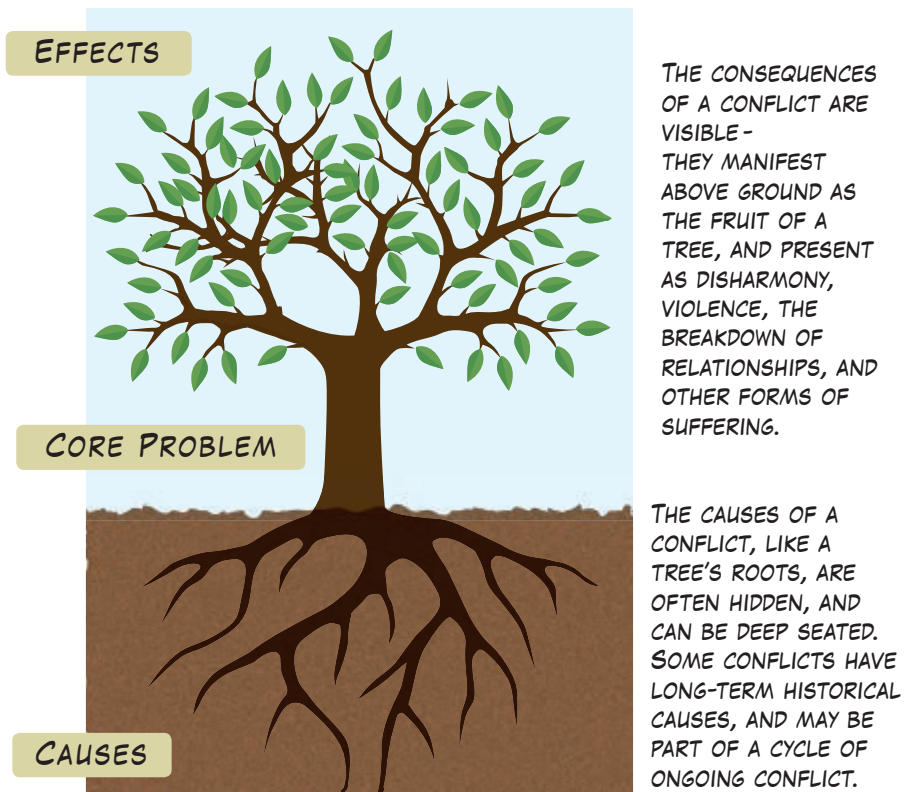 Effects
The consequences
of a conflict are
visible -
they manifest
above ground as
the fruit of a
tree, and present
as disharmony,
violence, the
breakdown of
relationships, and
other forms of
suffering.
Core Problem
The causes of a
conflict, like a
tree's roots, are
often hidden, and
can be deep seated.
Some conflicts have
long-term historical
causes, and may be
part of a cycle of
ongoing conflict.
Causes